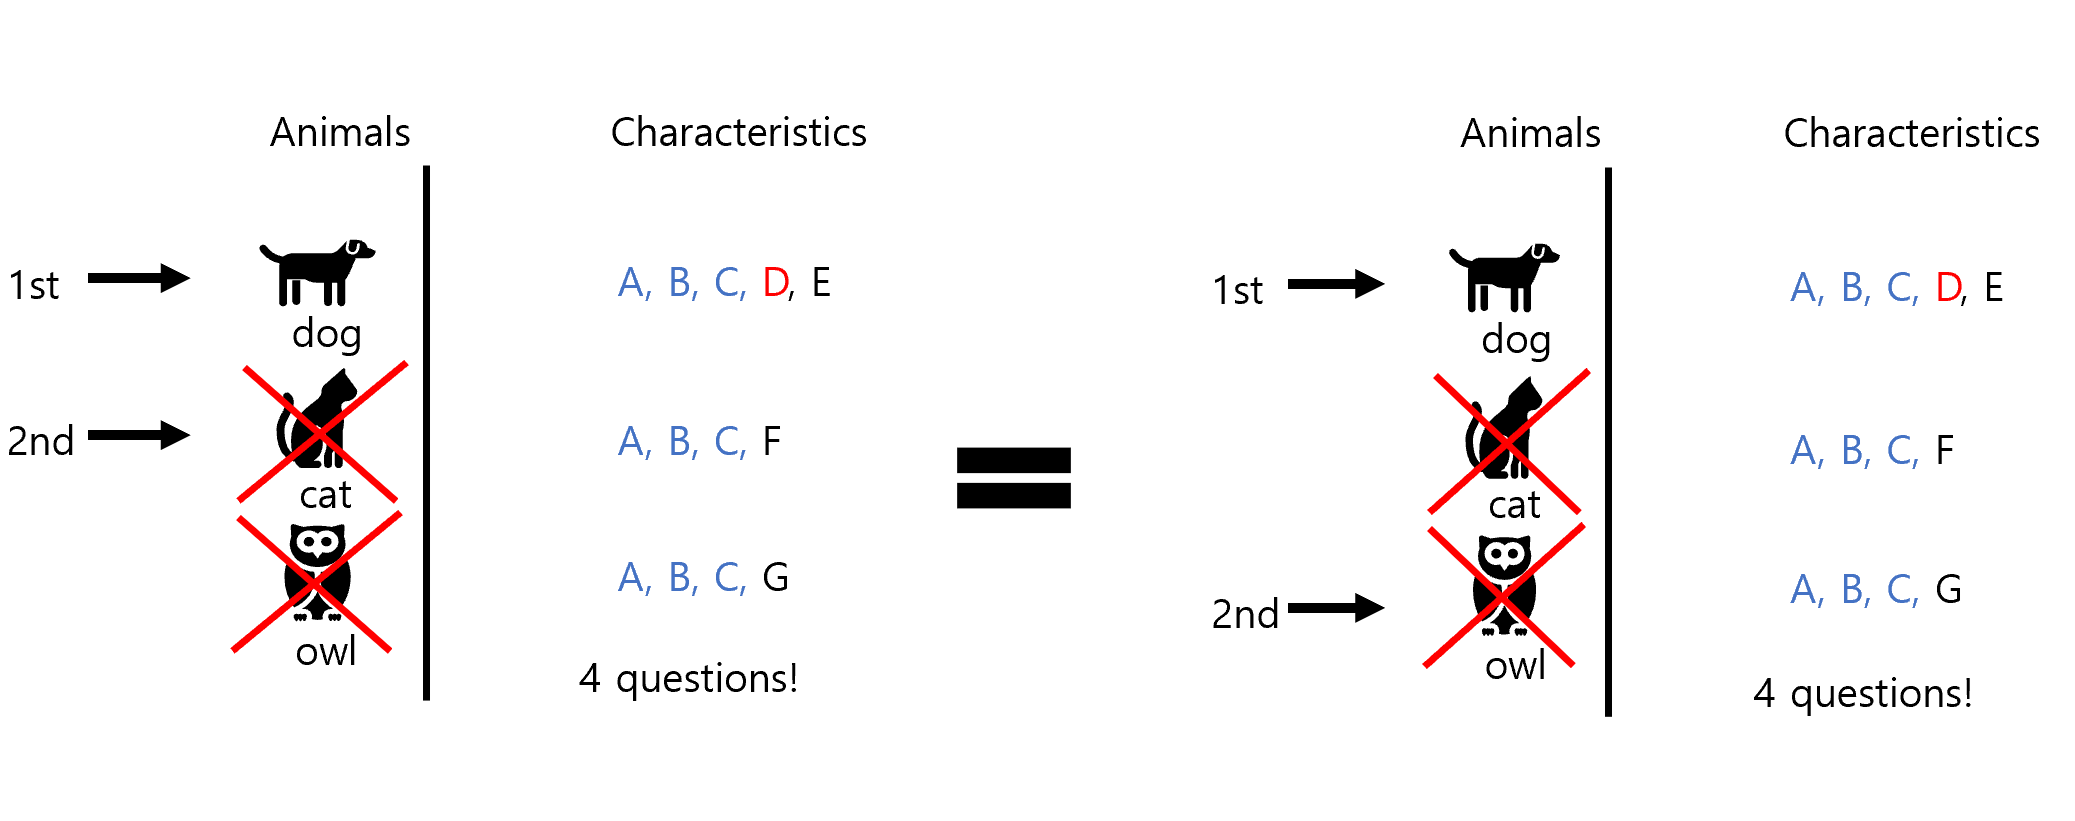 Animals Characteristics
1st A, B, C, D, E
dog
2nd A, B, C, F
cat
A, B, C, G
owl
4 questions!
Animals Characteristics
1st A, B, C, D, E
dog
A, B, C, F
cat
2nd A, B, C, G
owl
4 questions!